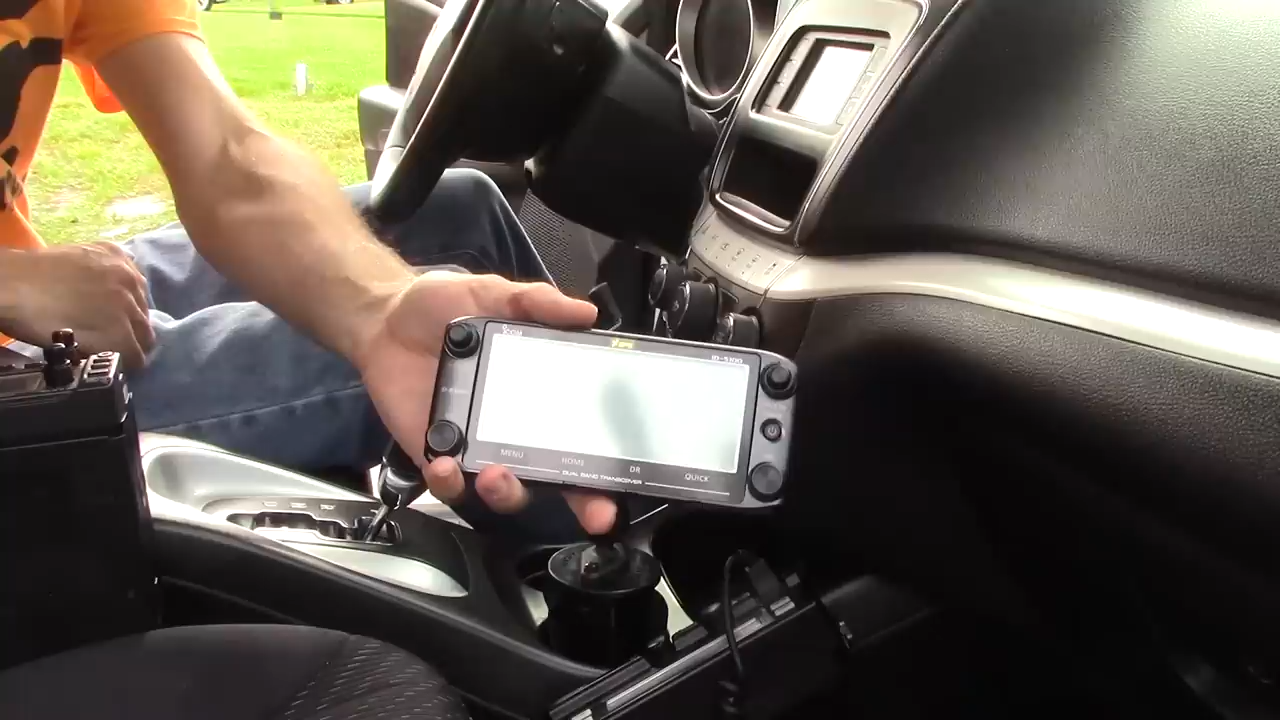 ICOM
ID-5100
MENU
HOME
DR
QUICK
DUAL BAND TRANSCEIVER